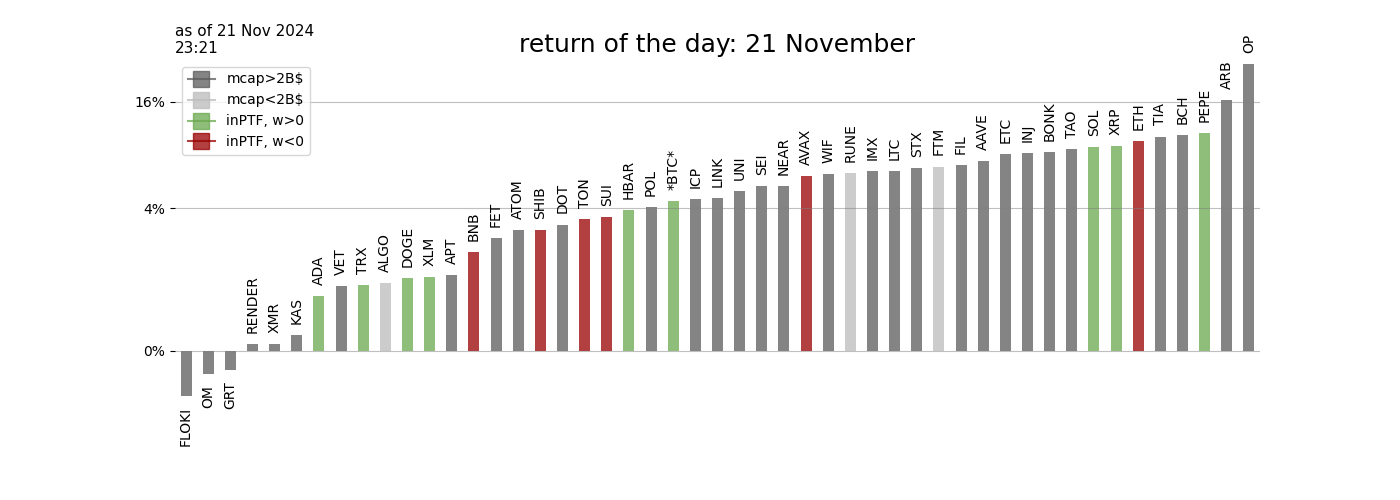 as of 21 Nov 2024
23:21
return of the day: 21 November
mcap>2B$
mcap<2B$
inPTF, w>0
inPTF, w<0
16%
4%
0%
FLOKI
OM
GRT
RENDER
XMR
KAS
ADA
VET
TRX
ALGO
DOGE
XLM
APT
BNB
FET
ATOM
SHIB
DOT
TON
SUI
HBAR
POL
*BTC*
ICP
LINK
UNI
SEI
NEAR
AVAX
WIF
RUNE
IMX
LTC
STX
FTM
FIL
AAVE
ETC
INJ
BONK
TAO
SOL
XRP
ETH
TIA
BCH
PEPE
ARB
OP